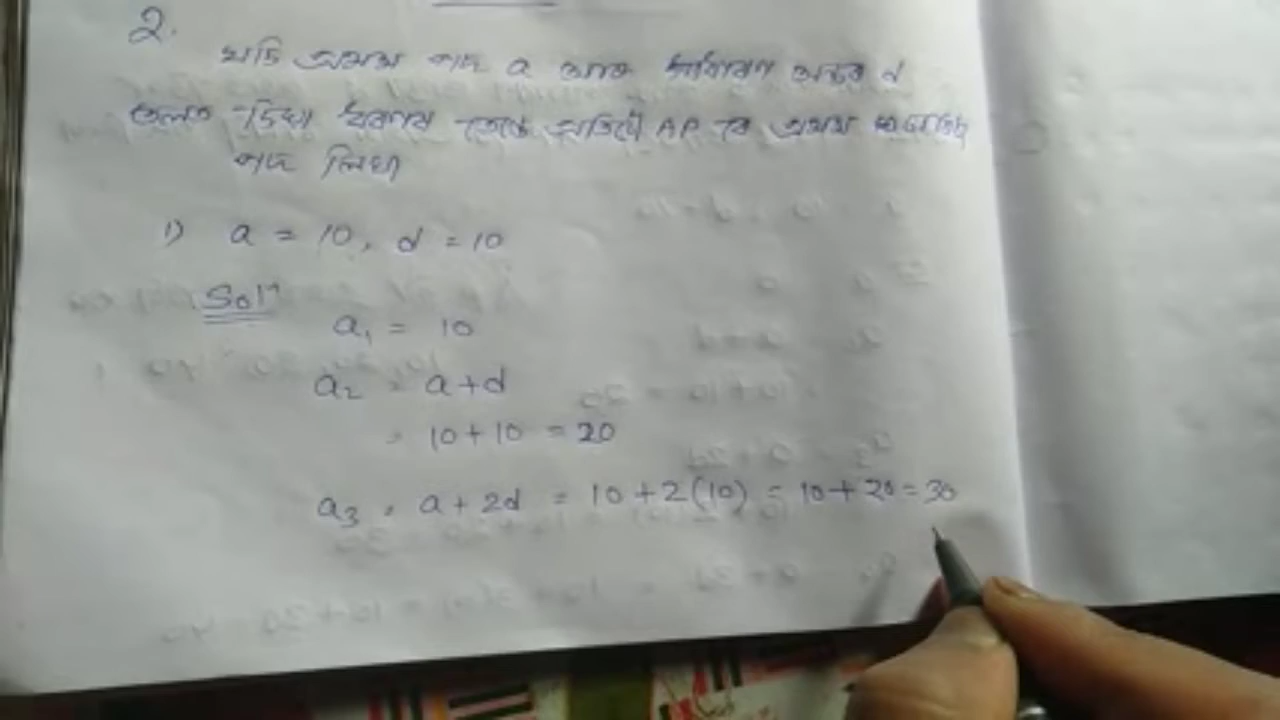 2.
যদি প্ৰথম পদ a আৰু সাধাৰণ অন্তৰ d
তলত দিয়া ধৰণৰ হয় তেন্তে প্ৰতিটো AP ৰ প্ৰথম চাৰিটা
পদ লিখা
1) a = 10, d = 10
Solⁿ
a₁ = 10
a₂ = a+d
= 10+10 = 20
a₃ = a+2d = 10+2(10) = 10+20=30